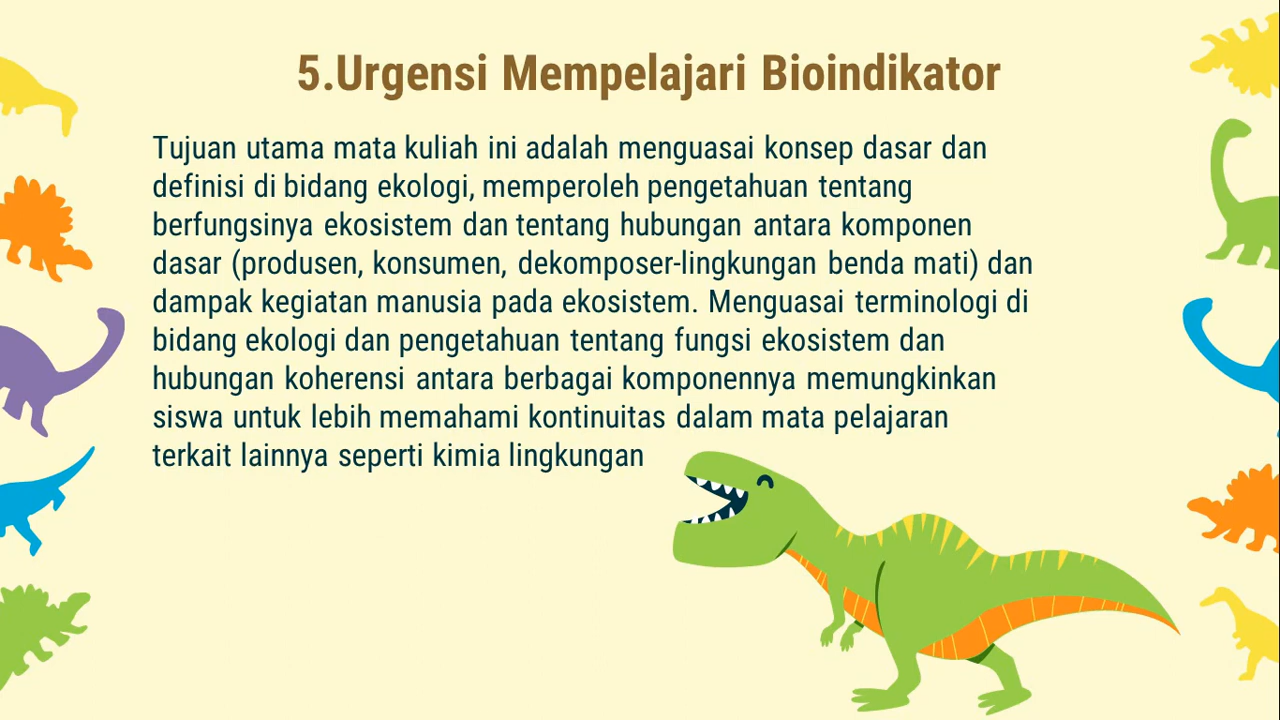 5.Urgensi Mempelajari Bioindikator
Tujuan utama mata kuliah ini adalah menguasai konsep dasar dan
definisi di bidang ekologi, memperoleh pengetahuan tentang
berfungsinya ekosistem dan tentang hubungan antara komponen
dasar (produsen, konsumen, dekomposer-lingkungan benda mati) dan
dampak kegiatan manusia pada ekosistem. Menguasai terminologi di
bidang ekologi dan pengetahuan tentang fungsi ekosistem dan
hubungan koherensi antara berbagai komponennya memungkinkan
siswa untuk lebih memahami kontinuitas dalam mata pelajaran
terkait lainnya seperti kimia lingkungan